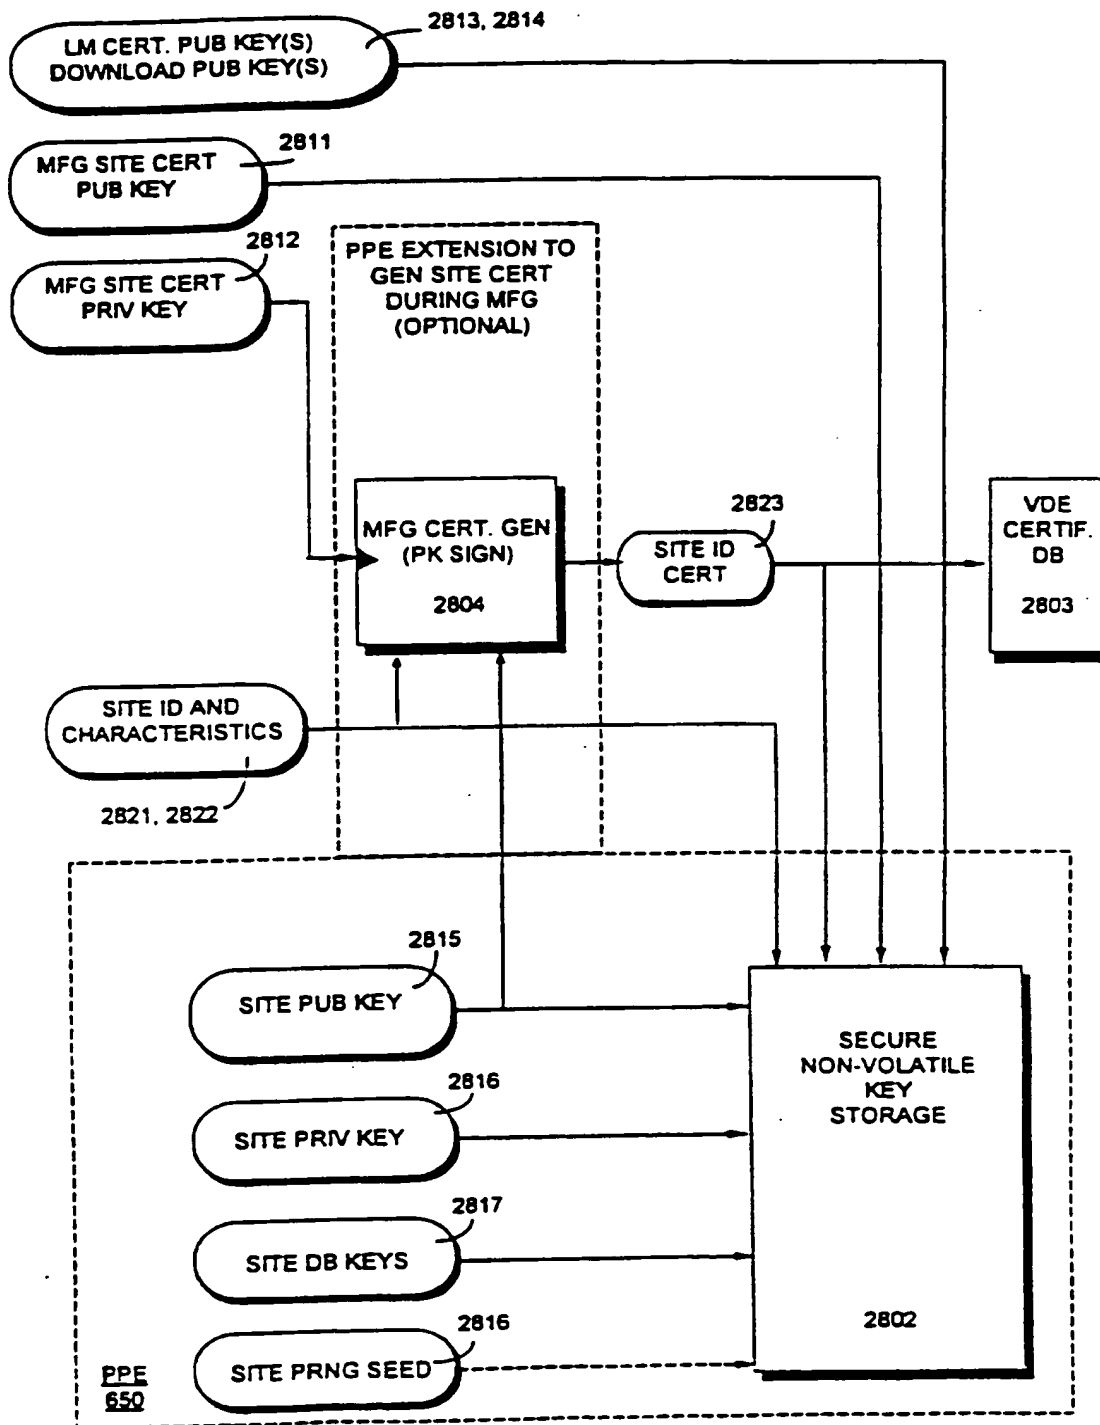 2813, 2814
LM CERT. PUB KEY(S)
DOWNLOAD PUB KEY(S)
2811
MFG SITE CERT
PUB KEY
2812
MFG SITE CERT
PRIV KEY
PPE EXTENSION TO
GEN SITE CERT
DURING MFG
(OPTIONAL)
MFG CERT. GEN
(PK SIGN)
2804
2823
SITE ID
CERT
VDE
CERTIF.
DB
2803
SITE ID AND
CHARACTERISTICS
2821, 2822
2815
SITE PUB KEY
2816
SITE PRIV KEY
2817
SITE DB KEYS
2816
SITE PRNG SEED
SECURE
NON-VOLATILE
KEY
STORAGE
2802
PPE
650